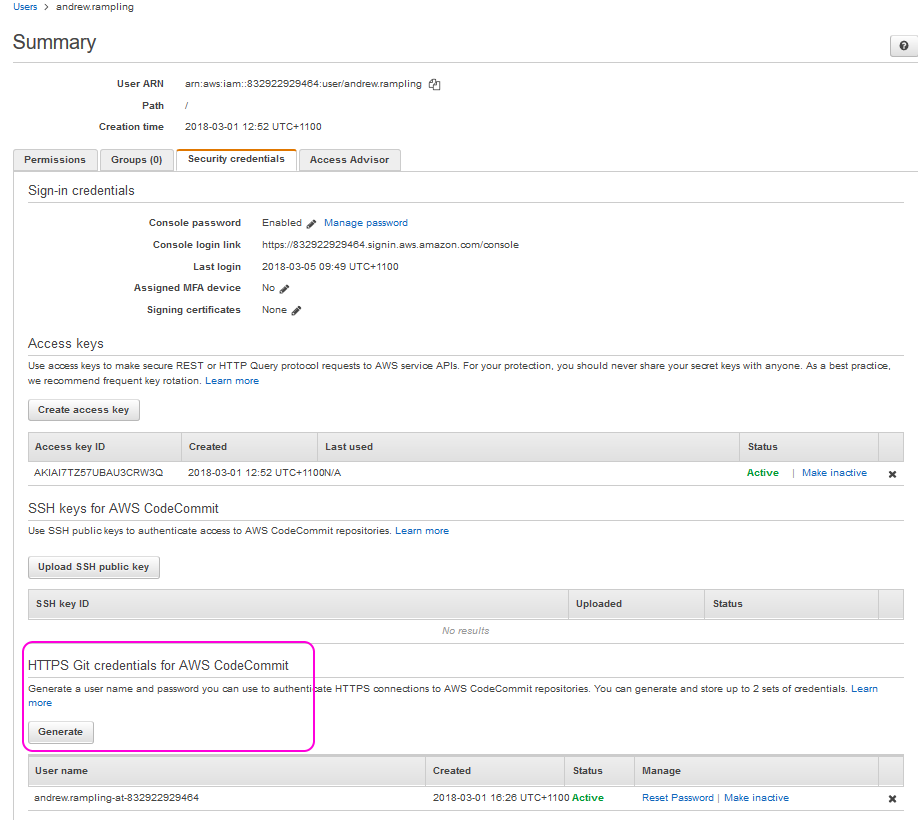 Users > andrew.rampling
Summary
?
User ARN arn:aws:iam::832922929464:user/andrew.rampling
Path /
Creation time 2018-03-01 12:52 UTC+1100
Permissions Groups (0) Security credentials Access Advisor
Sign-in credentials
Console password Enabled Manage password
Console login link https://832922929464.signin.aws.amazon.com/console
Last login 2018-03-05 09:49 UTC+1100
Assigned MFA device No
Signing certificates None
Access keys
Use access keys to make secure REST or HTTP Query protocol requests to AWS service APIs. For your protection, you should never share your secret keys with anyone. As a best practice,
we recommend frequent key rotation. Learn more
Create access key
Access key ID Created Last used Status
AKIAI7TZ57UBAU3CRW3Q 2018-03-01 12:52 UTC+1100N/A Active | Make inactive
SSH keys for AWS CodeCommit
Use SSH public keys to authenticate access to AWS CodeCommit repositories. Learn more
Upload SSH public key
SSH key ID Uploaded Status
No results
HTTPS Git credentials for AWS CodeCommit
Generate a user name and password you can use to authenticate HTTPS connections to AWS CodeCommit repositories. You can generate and store up to 2 sets of credentials. Learn
more
Generate
User name Created Status Manage
andrew.rampling-at-832922929464 2018-03-01 16:26 UTC+1100 Active Reset Password | Make inactive